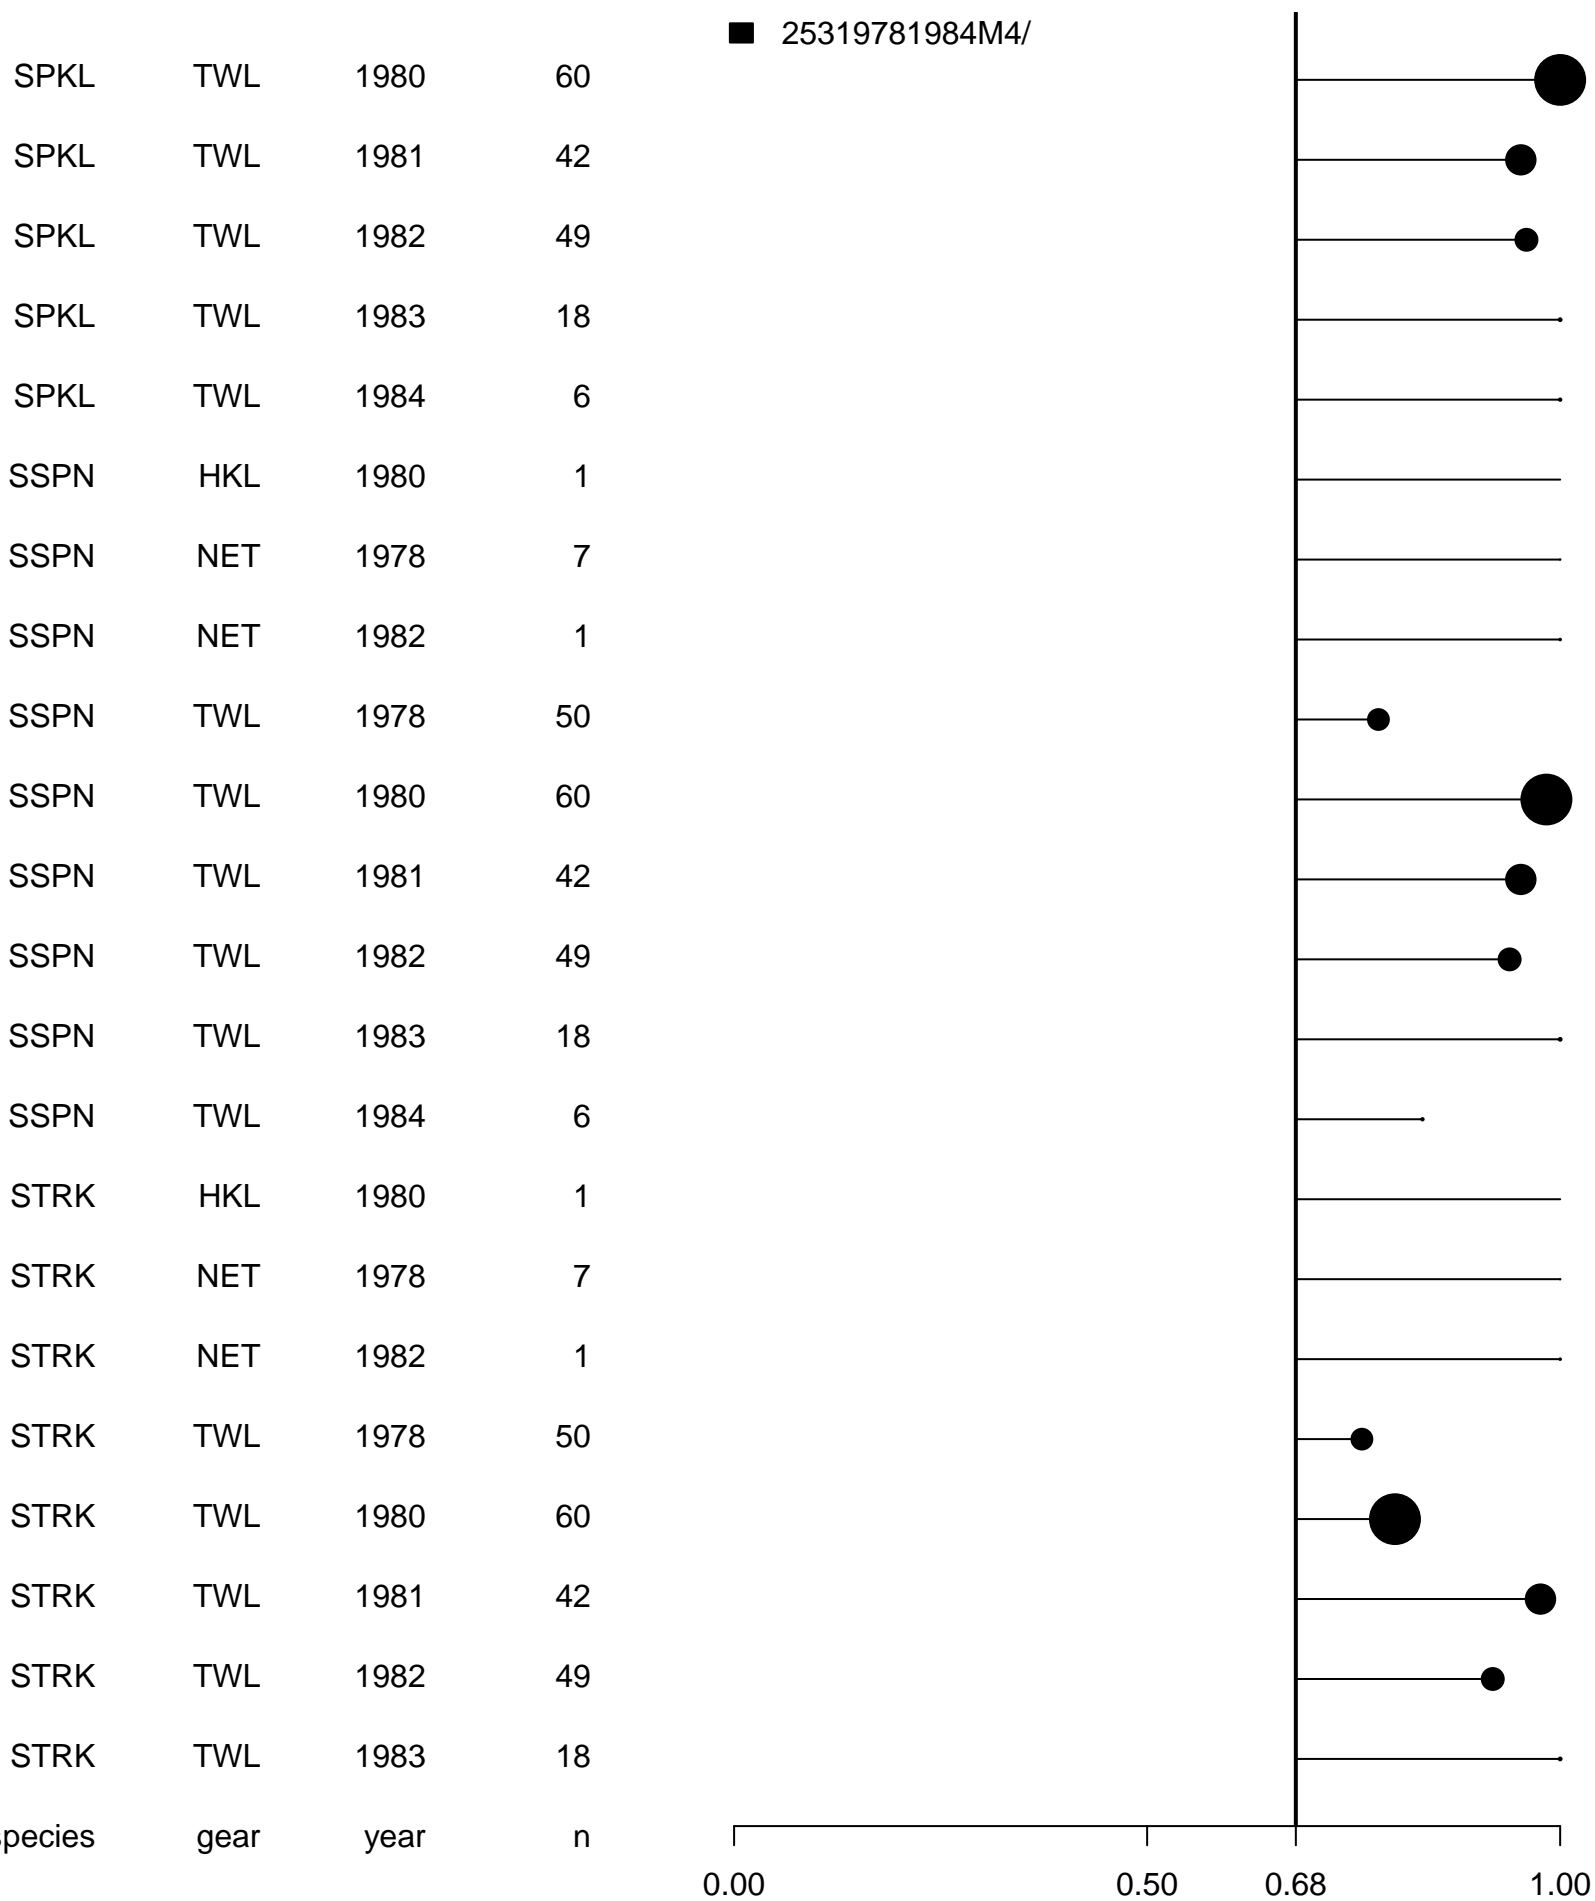 25319781984M4/
SPKL TWL 1980 60
SPKL TWL 1981 42
SPKL TWL 1982 49
SPKL TWL 1983 18
SPKL TWL 1984 6
SSPN HKL 1980 1
SSPN NET 1978 7
SSPN NET 1982 1
SSPN TWL 1978 50
SSPN TWL 1980 60
SSPN TWL 1981 42
SSPN TWL 1982 49
SSPN TWL 1983 18
SSPN TWL 1984 6
STRK HKL 1980 1
STRK NET 1978 7
STRK NET 1982 1
STRK TWL 1978 50
STRK TWL 1980 60
STRK TWL 1981 42
STRK TWL 1982 49
STRK TWL 1983 18
species gear year n
0.00 0.50 0.68 1.00